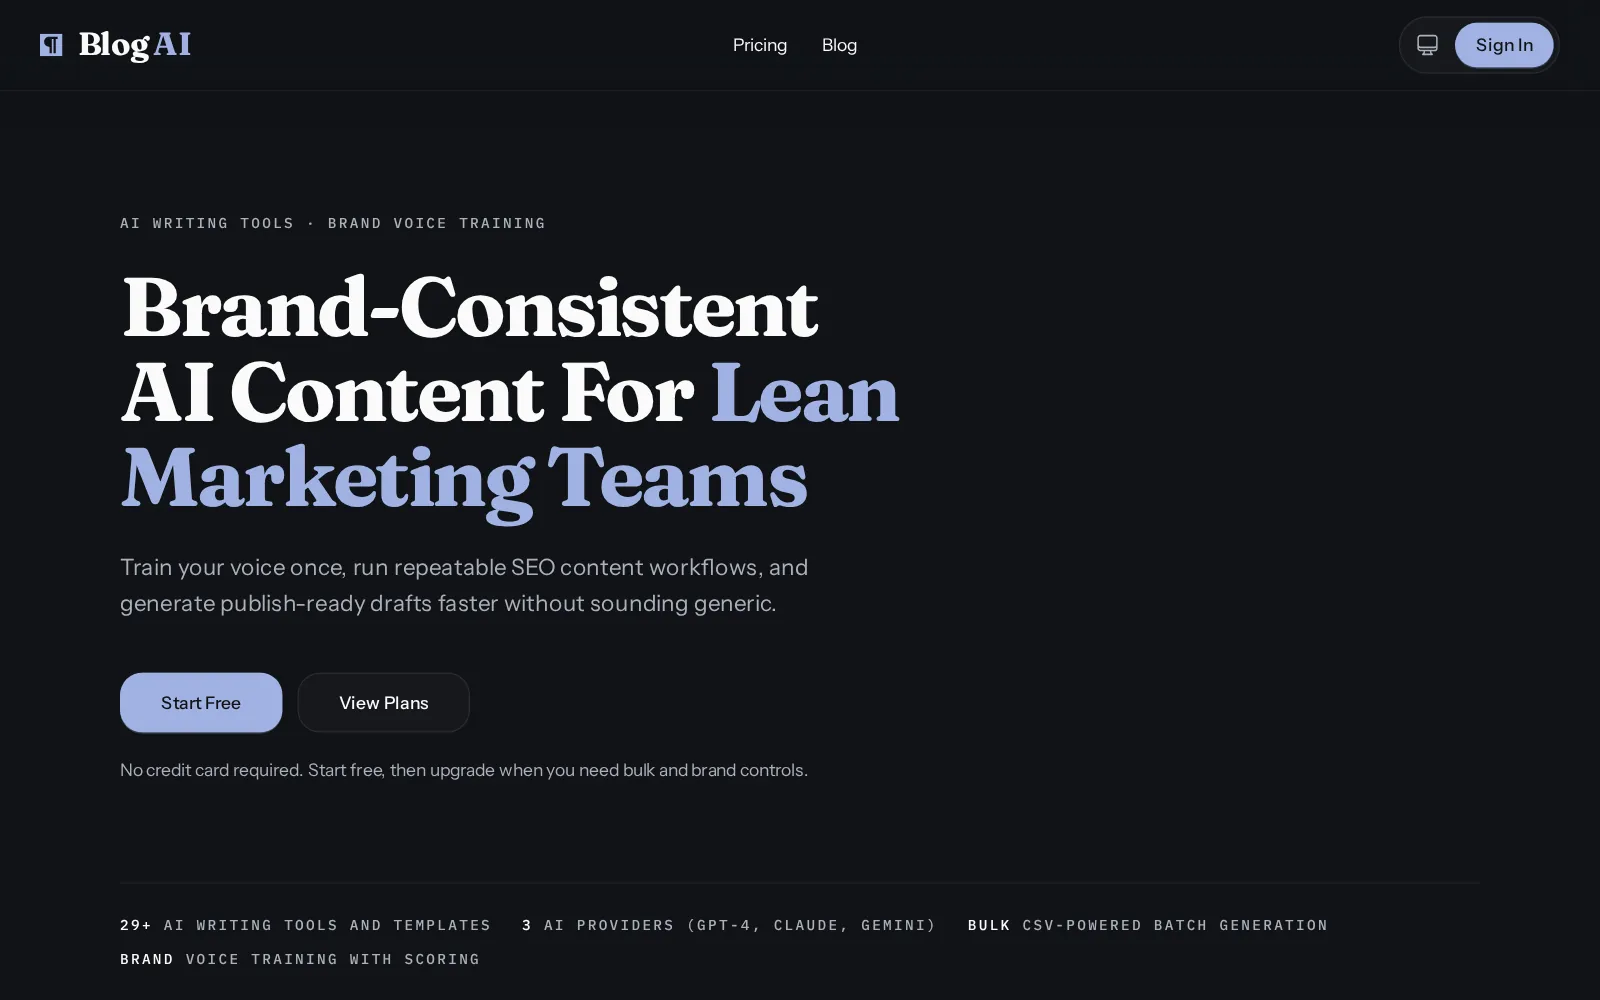 ¶ BlogAI
Pricing
Blog
Sign In
AI WRITING TOOLS · BRAND VOICE TRAINING
Brand-Consistent
AI Content For Lean
Marketing Teams
Train your voice once, run repeatable SEO content workflows, and
generate publish-ready drafts faster without sounding generic.
Start Free
View Plans
No credit card required. Start free, then upgrade when you need bulk and brand controls.
29+ AI WRITING TOOLS AND TEMPLATES 3 AI PROVIDERS (GPT-4, CLAUDE, GEMINI) BULK CSV-POWERED BATCH GENERATION
BRAND VOICE TRAINING WITH SCORING